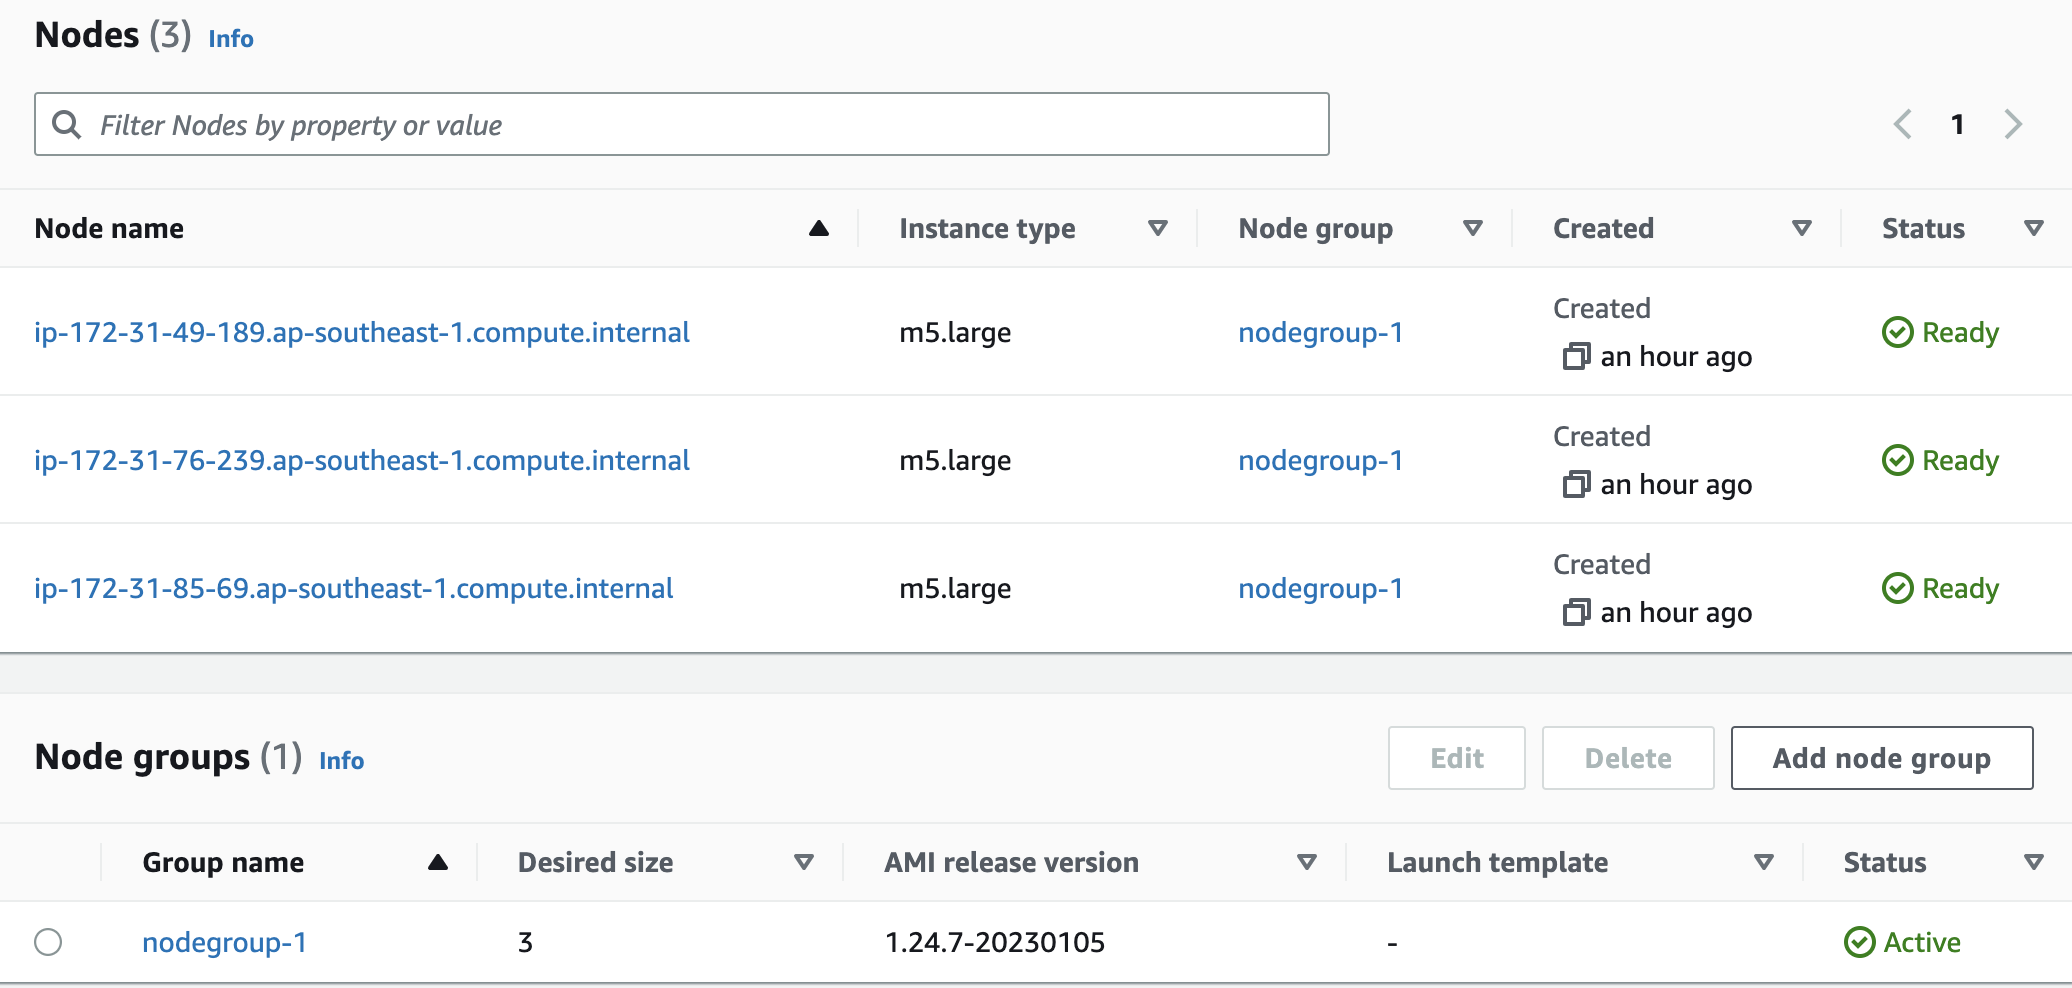 Nodes (3) Info
Filter Nodes by property or value
1
Node name Instance type Node group Created Status
ip-172-31-49-189.ap-southeast-1.compute.internal m5.large nodegroup-1 Created an hour ago Ready
ip-172-31-76-239.ap-southeast-1.compute.internal m5.large nodegroup-1 Created an hour ago Ready
ip-172-31-85-69.ap-southeast-1.compute.internal m5.large nodegroup-1 Created an hour ago Ready
Node groups (1) Info Edit Delete Add node group
Group name Desired size AMI release version Launch template Status
nodegroup-1 3 1.24.7-20230105 - Active